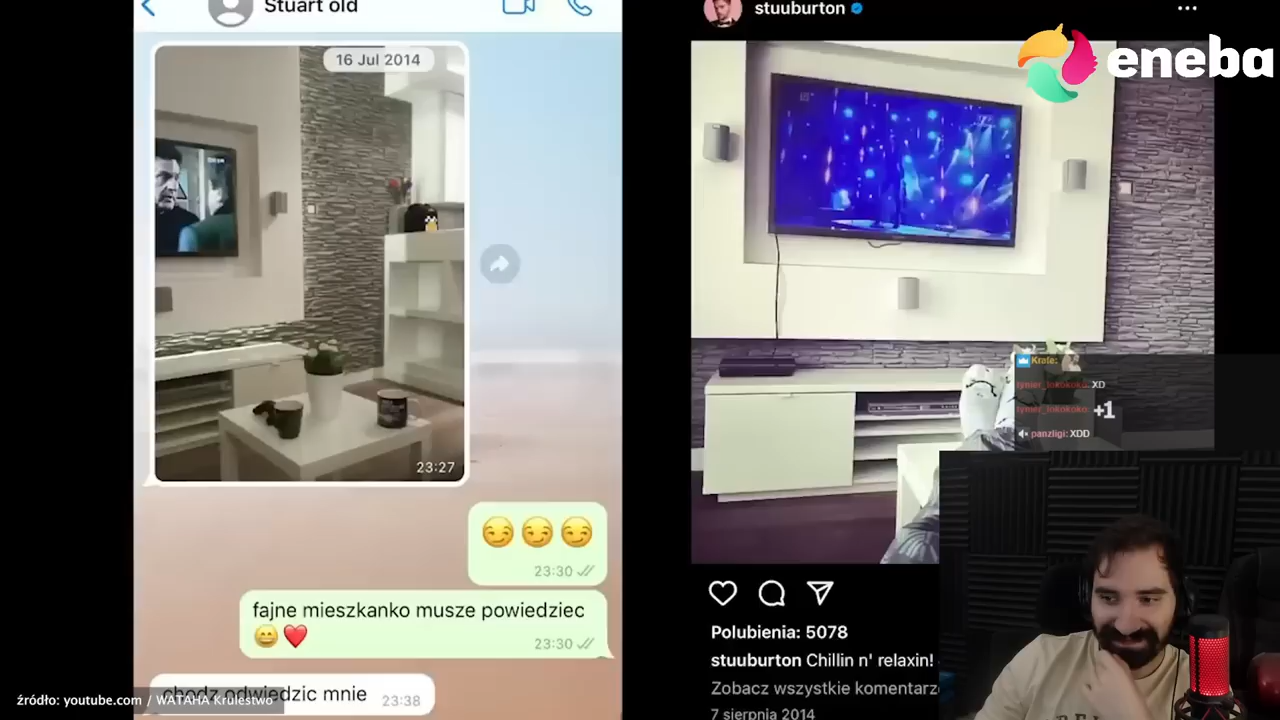 Stuart old
16 Jul 2014
23:27
23:30
fajne mieszkanko musze powiedziec
23:30
chodz odwiedzic mnie
23:38
źródło: youtube.com / WATAHA Królestwo
stuuburton
eneba
Krafe:
XD
+1
panzligi: XDD
Polubienia: 5078
stuuburton Chillin n' relaxin!
Zobacz wszystkie komentarz
7 sierpnia 2014